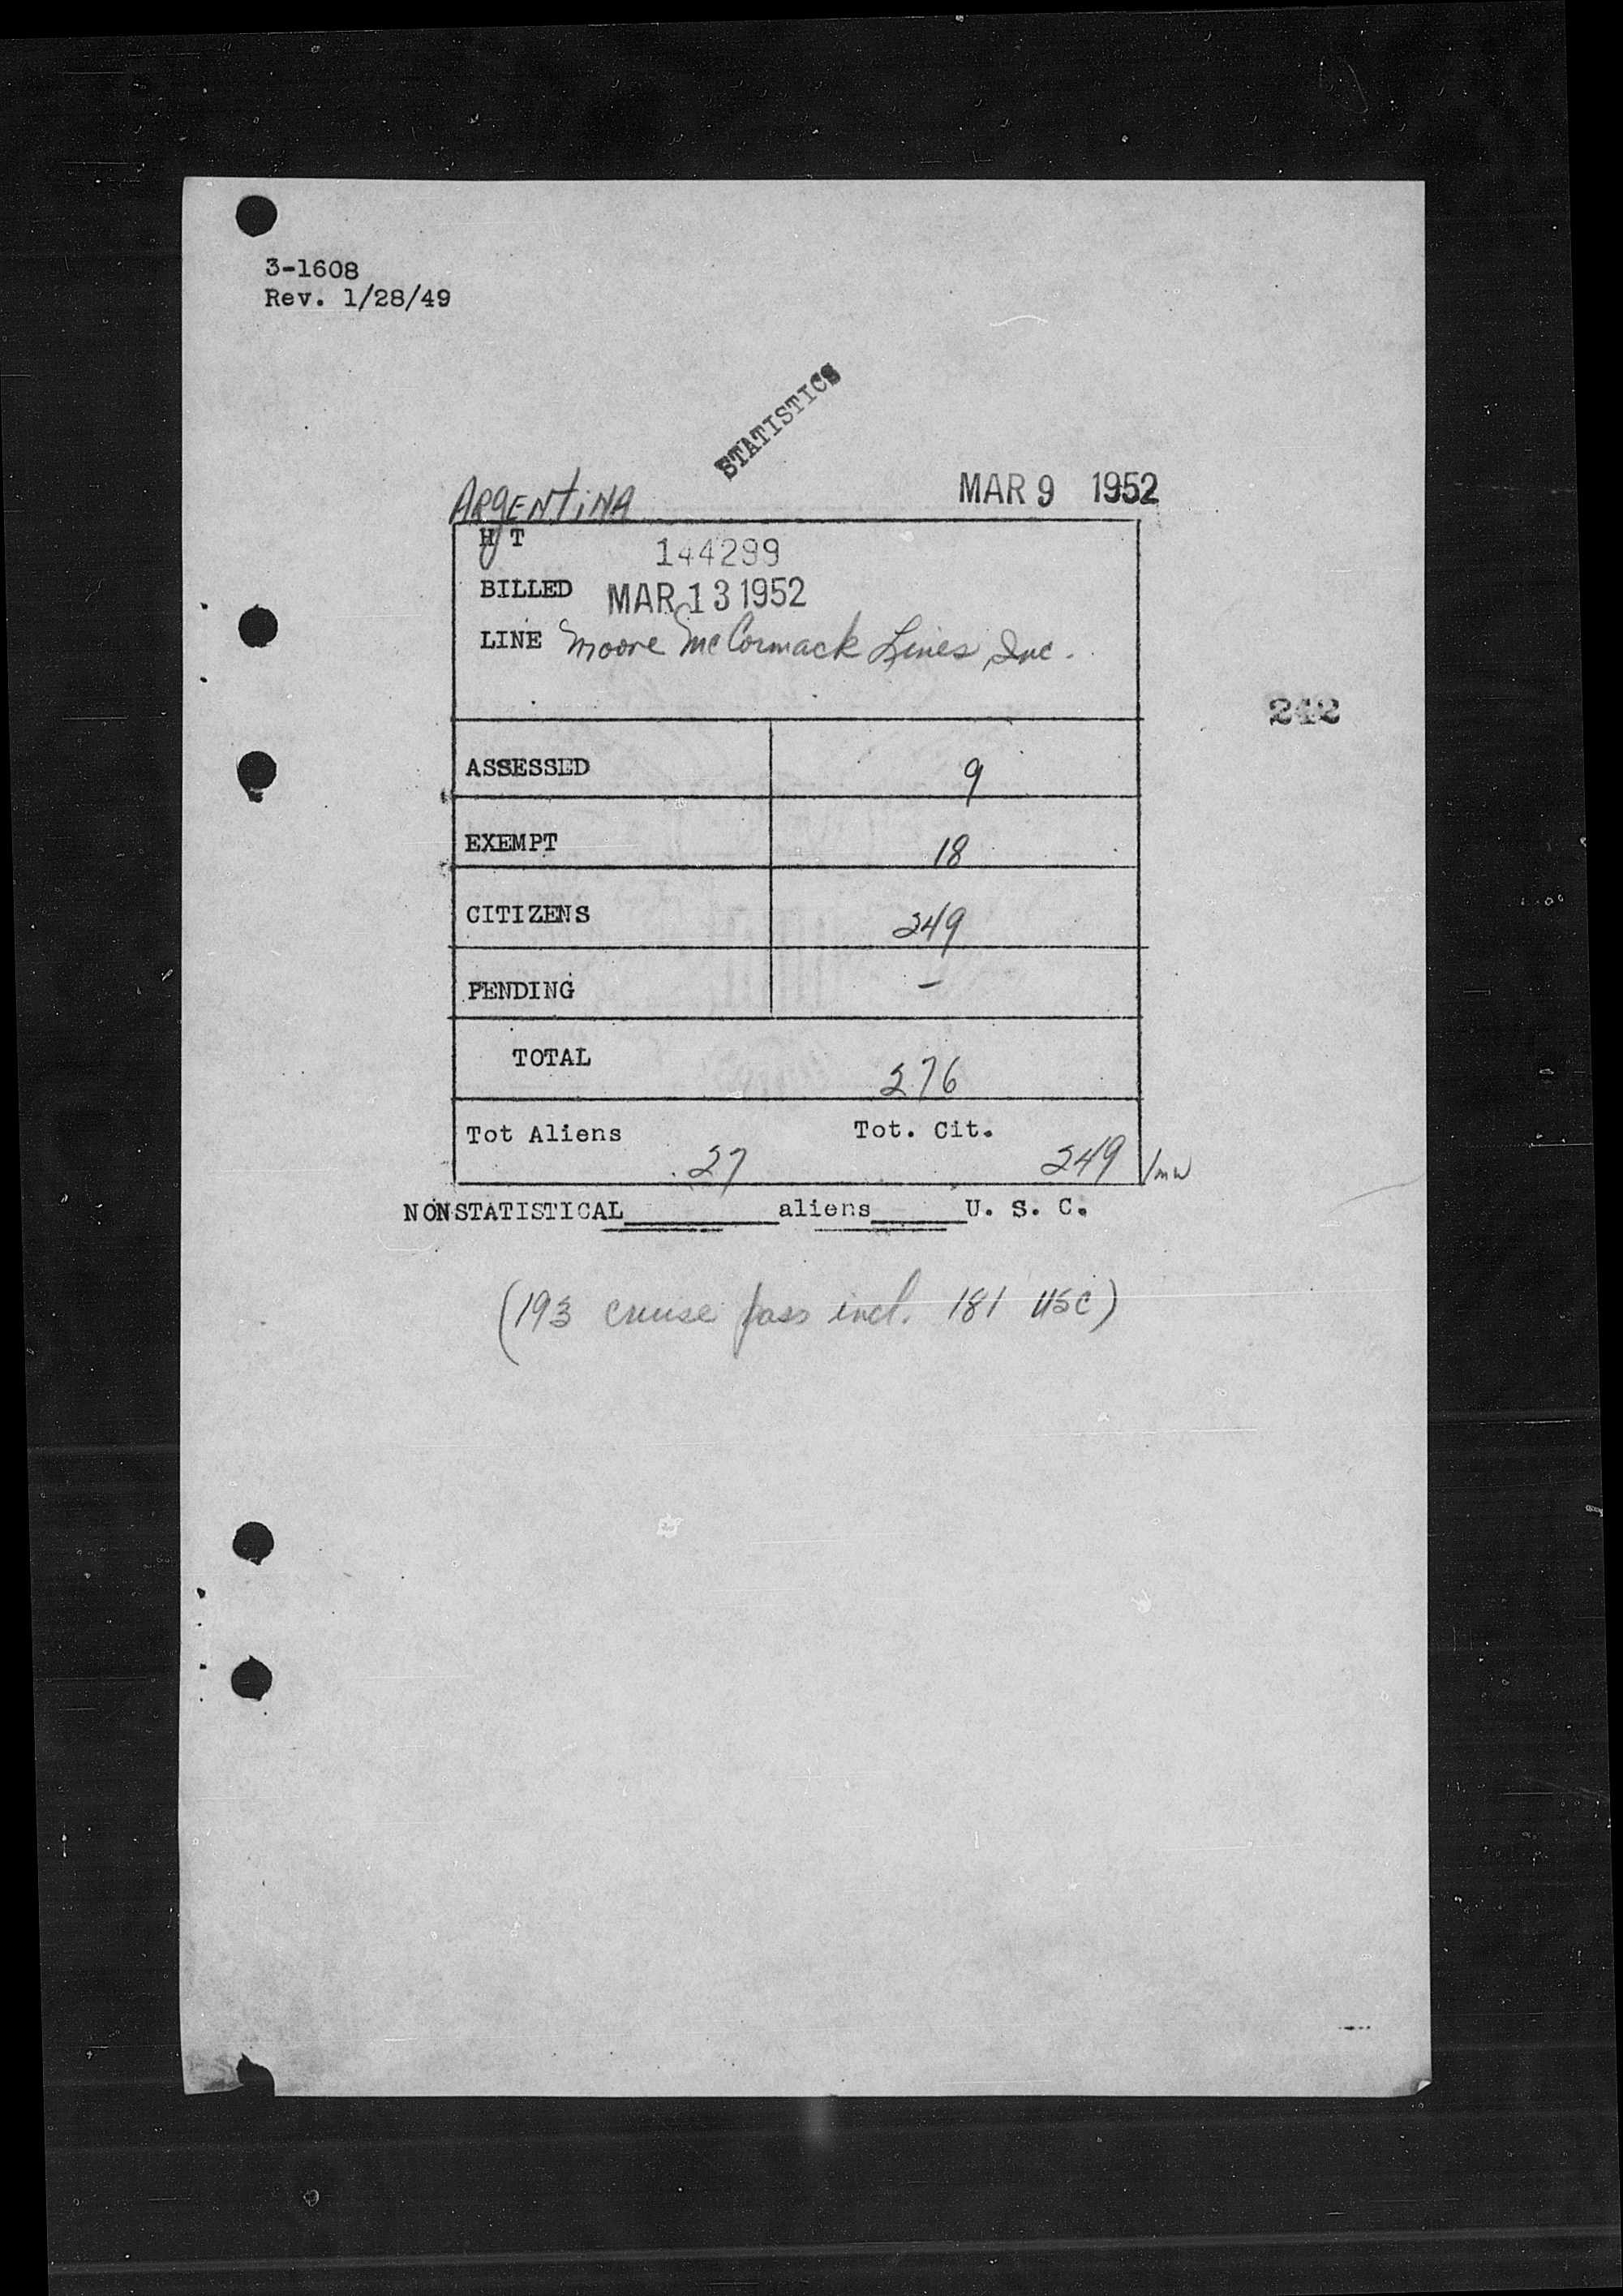 3-1608
Rev. 1/28/49
STATISTICS
ARGENTINA MAR 9 1952
H T 144299
BILLED MAR 13 1952
LINE Moore McCormack Lines, Inc.
242
ASSESSED 9
EXEMPT 18
CITIZENS 249
PENDING –
TOTAL 276
Tot Aliens 27 Tot. Cit. 249 /mw
NONSTATISTICAL______aliens______U. S. C.
(193 cruise pass incl. 181 USC)